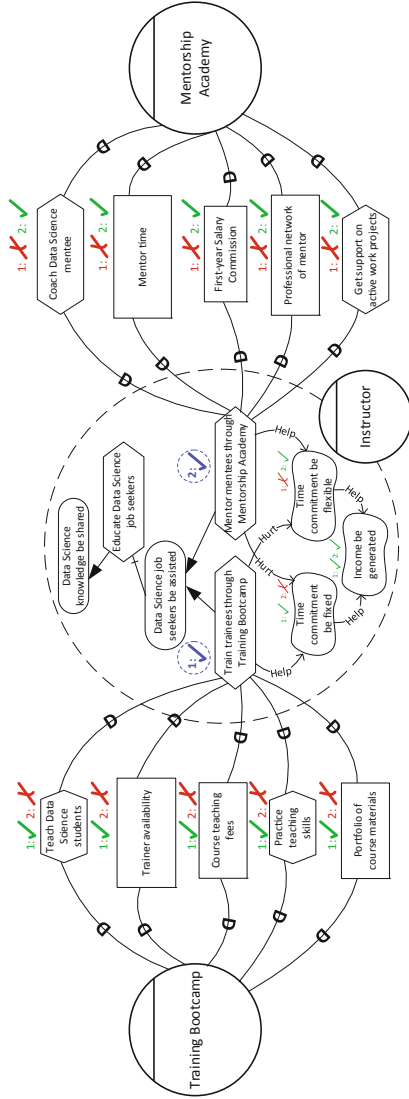 Training Bootcamp
1:✓ 2:✗
Teach Data
Science
students
1:✓ 2:✗
Trainer availability
1:✓ 2:✗
Course teaching
fees
1:✓ 2:✗
Practice
teaching
skills
1:✓ 2:✗
Portfolio of
course materials
Data Science
knowledge be shared
Educate Data Science
job seekers
Data Science job
seekers be assisted
1:✓
Train trainees through
Training Bootcamp
2:✓
Mentor mentees through
Mentorship Academy
Help
Hurt
Hurt
Help
1:✓ 2:✗
Time
commitment
be fixed
1:✗ 2:✓
Time
commitment be
flexible
Help
Help
1:✓ 2:✓
Income be
generated
Instructor
1:✗ 2:✓
Coach Data Science
mentee
1:✗ 2:✓
Mentor time
1:✗ 2:✓
First-year Salary
Commission
1:✗ 2:✓
Professional network
of mentor
1:✗ 2:✓
Get support on
active work projects
Mentorship
Academy